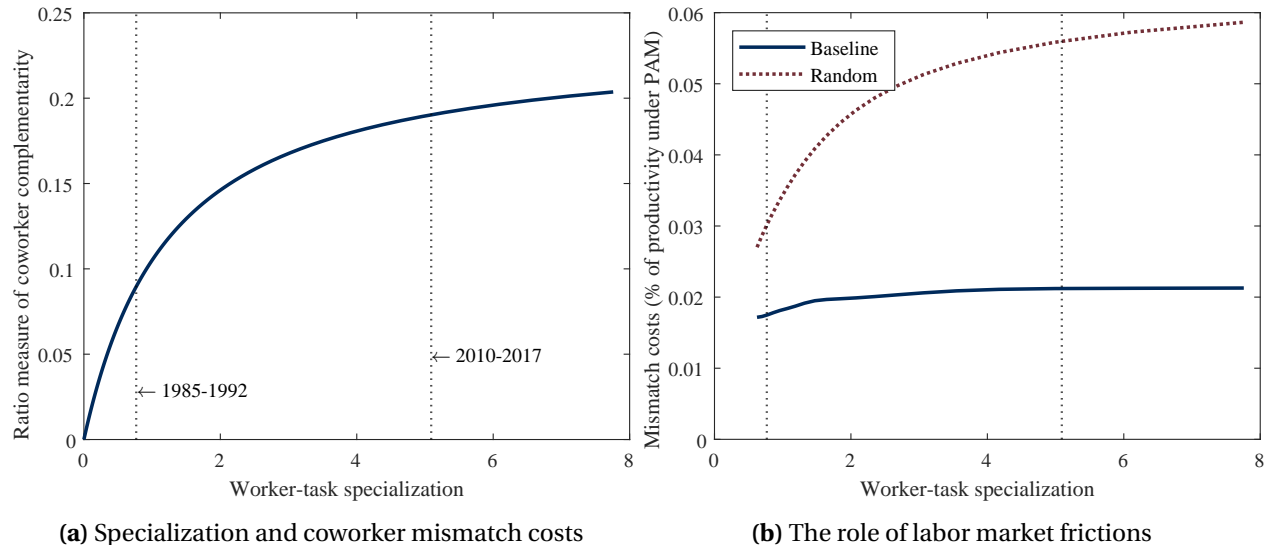 0.25
0.2
0.15
0.1
0.05
0
Ratio measure of coworker complementarity
← 1985-1992
← 2010-2017
0 2 4 6 8
Worker-task specialization
(a) Specialization and coworker mismatch costs
0.06
0.05
0.04
0.03
0.02
0.01
0
Mismatch costs (% of productivity under PAM)
Baseline
Random
0 2 4 6 8
Worker-task specialization
(b) The role of labor market frictions